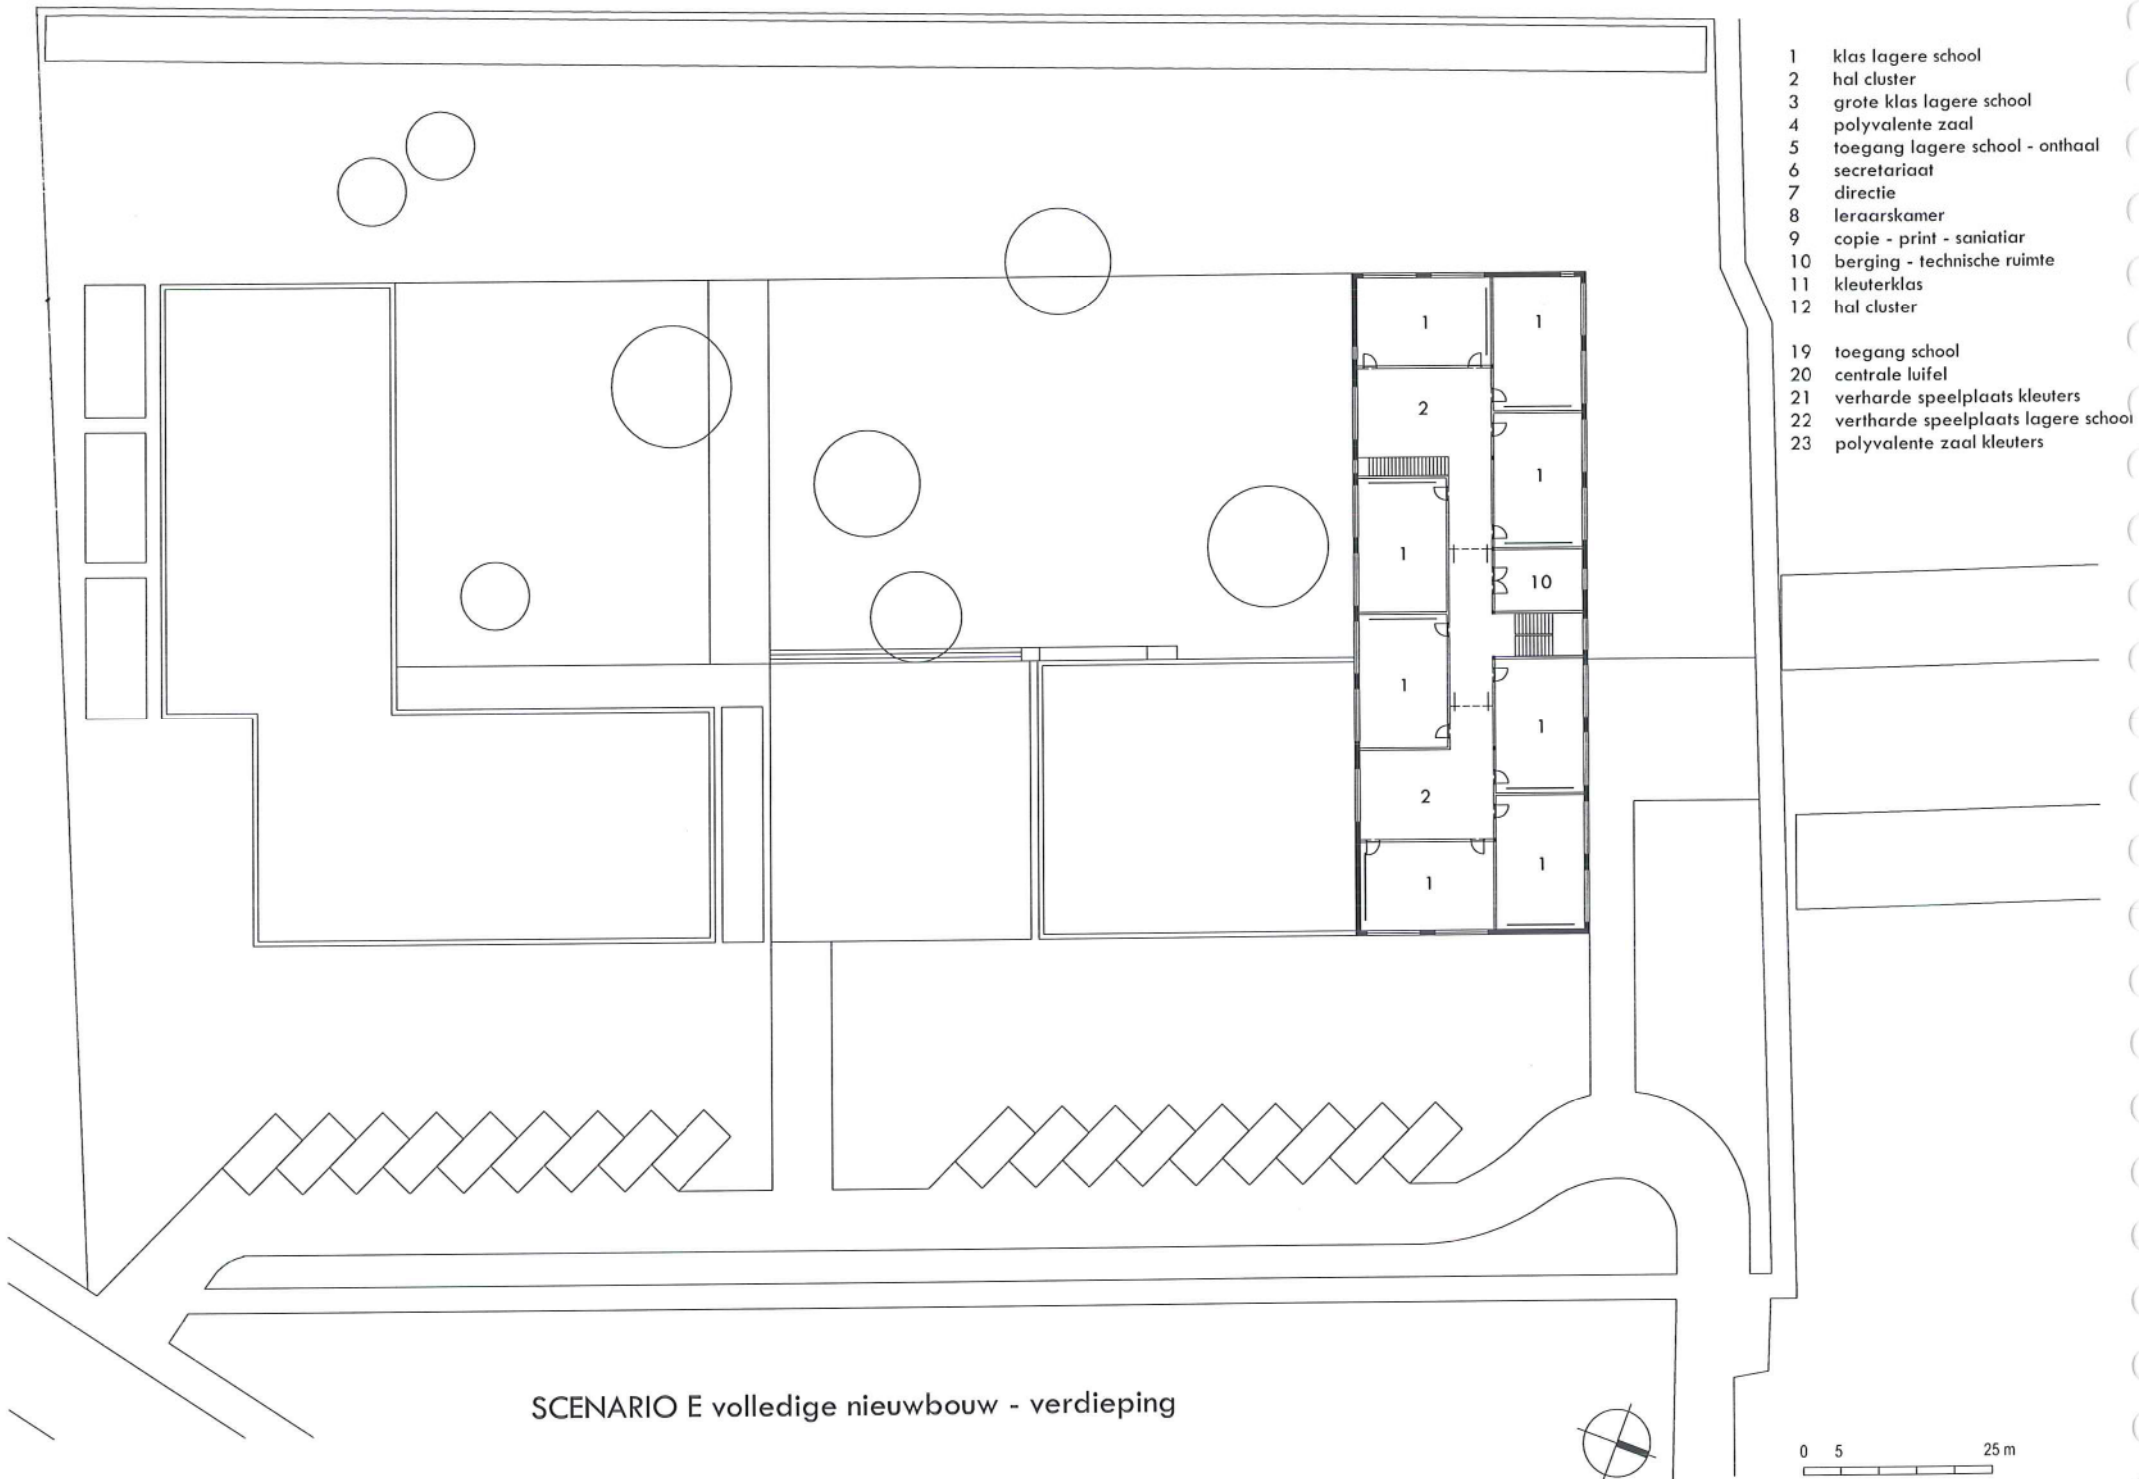 1 klas lagere school
2 hal cluster
3 grote klas lagere school
4 polyvalente zaal
5 toegang lagere school - onthaal
6 secretariaat
7 directie
8 leraarskamer
9 copie - print - saniatiar
10 berging - technische ruimte
11 kleuterklas
12 hal cluster
19 toegang school
20 centrale luifel
21 verharde speelplaats kleuters
22 vertharde speelplaats lagere school
23 polyvalente zaal kleuters
1 1
2
1
1
10
1
1
2
1
1
SCENARIO E volledige nieuwbouw - verdieping
0 5 25 m